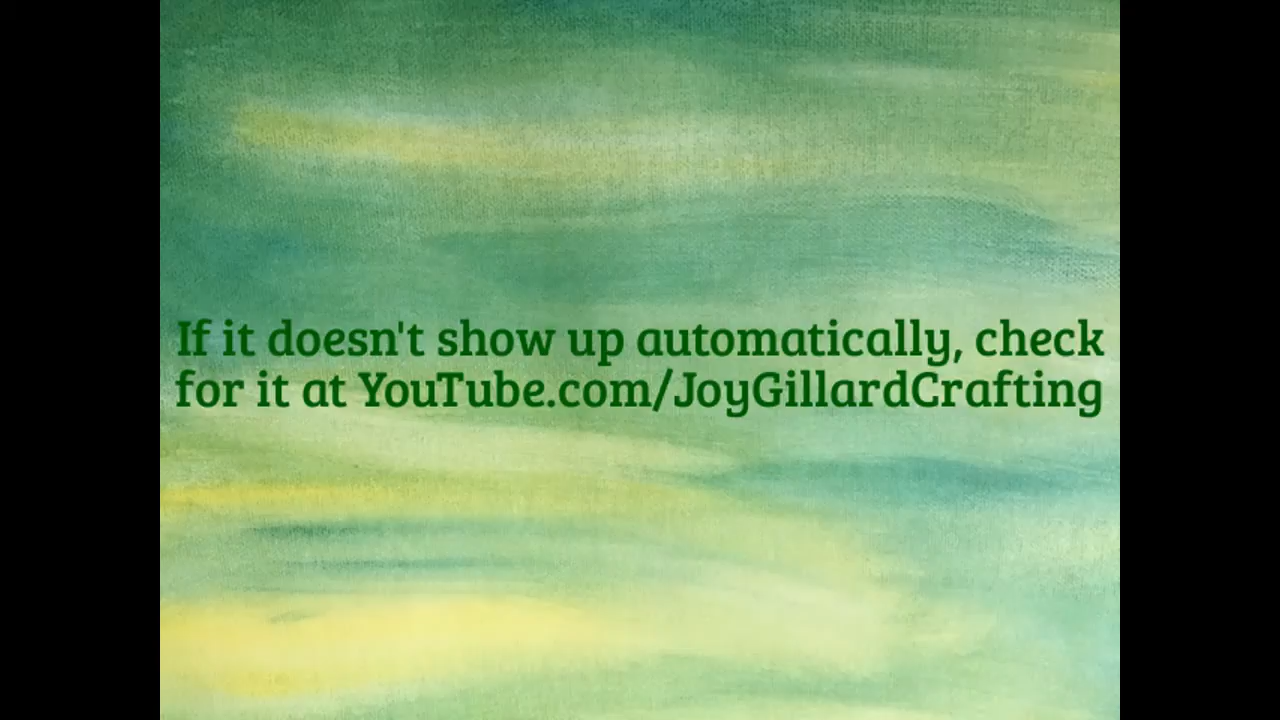 If it doesn't show up automatically, check
for it at YouTube.com/JoyGillardCrafting